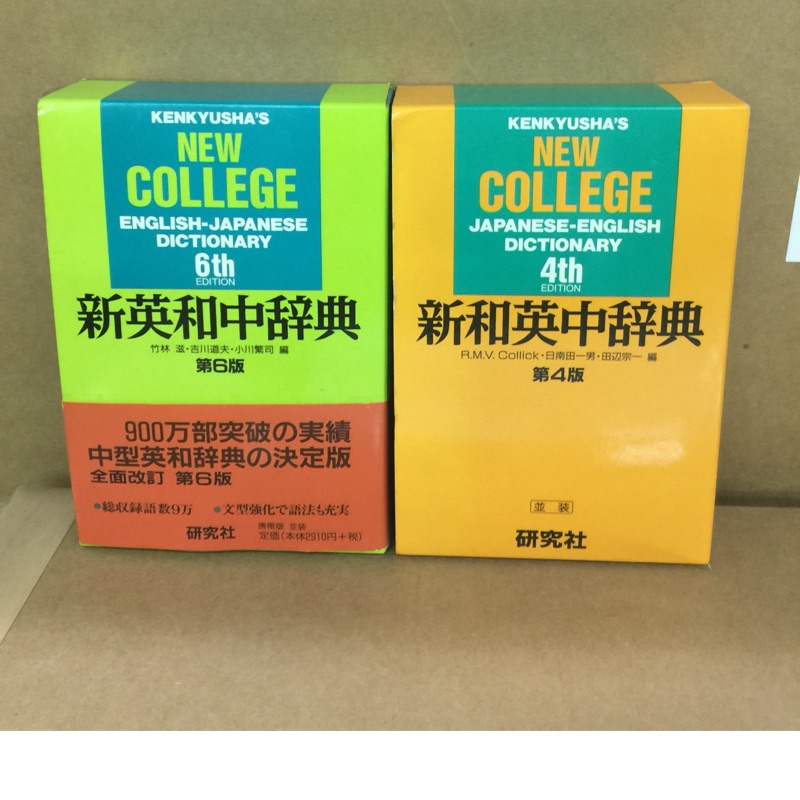 KENKYUSHA'S
NEW
COLLEGE
ENGLISH-JAPANESE
DICTIONARY
6th
EDITION
新英和中辞典
竹林 滋・吉川道夫・小川繁司 編
第6版
900万部突破の実績
中型英和辞典の決定版
全面改訂 第6版
●総収録語数9万 ●文型強化で語法も充実
研究社
携帯版 並装
定価(本体2910円+税)
KENKYUSHA'S
NEW
COLLEGE
JAPANESE-ENGLISH
DICTIONARY
4th
EDITION
新和英中辞典
R.M.V. Collick・日南田一男・田辺宗一 編
第4版
並 装
研究社